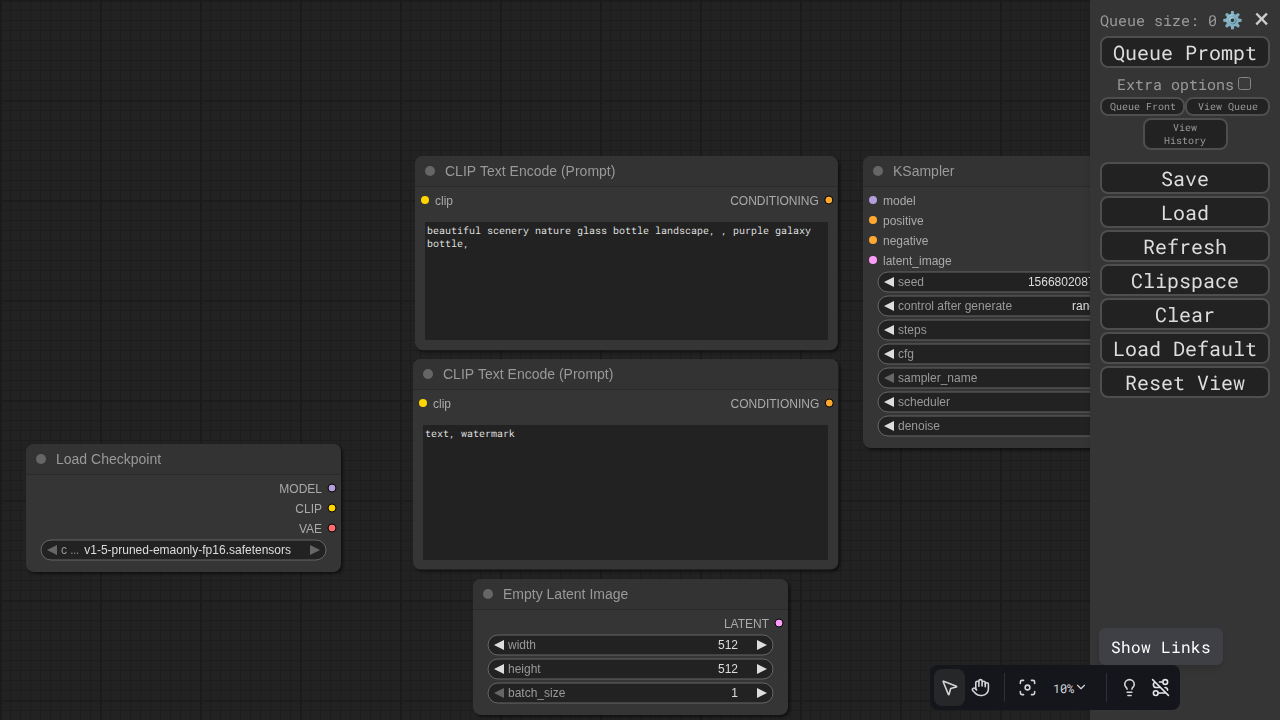 Queue size: 0
Queue Prompt
Extra options
Queue Front
View Queue
View
History
Save
Load
Refresh
Clipspace
Clear
Load Default
Reset View
CLIP Text Encode (Prompt)
clip
CONDITIONING
beautiful scenery nature glass bottle landscape, , purple galaxy
bottle,
KSampler
model
positive
negative
latent_image
seed
control after generate
steps
cfg
sampler_name
scheduler
denoise
CLIP Text Encode (Prompt)
clip
CONDITIONING
text, watermark
Load Checkpoint
MODEL
CLIP
VAE
c ... v1-5-pruned-emaonly-fp16.safetensors
Empty Latent Image
LATENT
width 512
height 512
batch_size 1
Show Links
10%